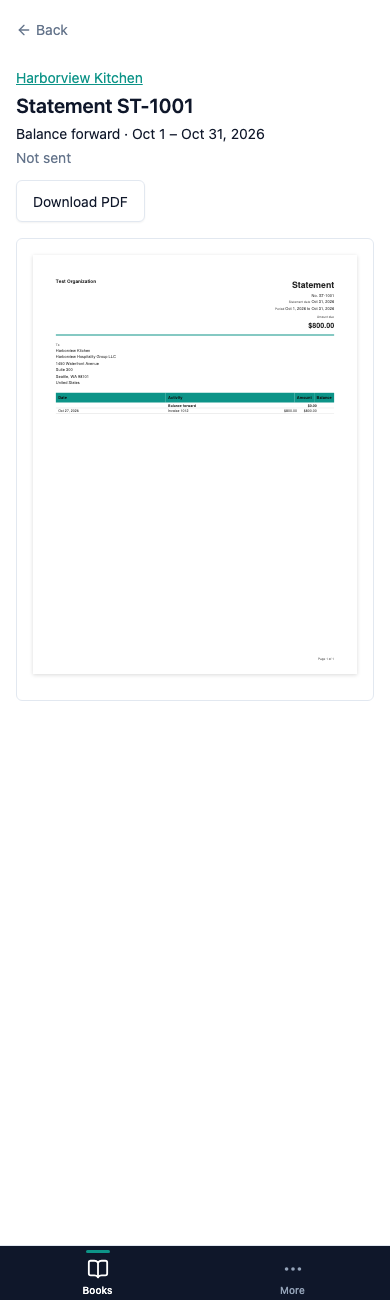 Back
Harborview Kitchen
Statement ST-1001
Balance forward · Oct 1 – Oct 31, 2026
Not sent
Download PDF
Test Organization
Statement
No. ST-1001
Statement date Oct 31, 2026
Period Oct 1, 2026 to Oct 31, 2026
Amount due
$800.00
To
Harborview Kitchen
Harborview Hospitality Group LLC
1450 Waterfront Avenue
Suite 300
Seattle, WA 98101
United States
Date Activity Amount Balance
Balance forward $0.00
Oct 27, 2026 Invoice 1012 $800.00 $800.00
Page 1 of 1
Books
More